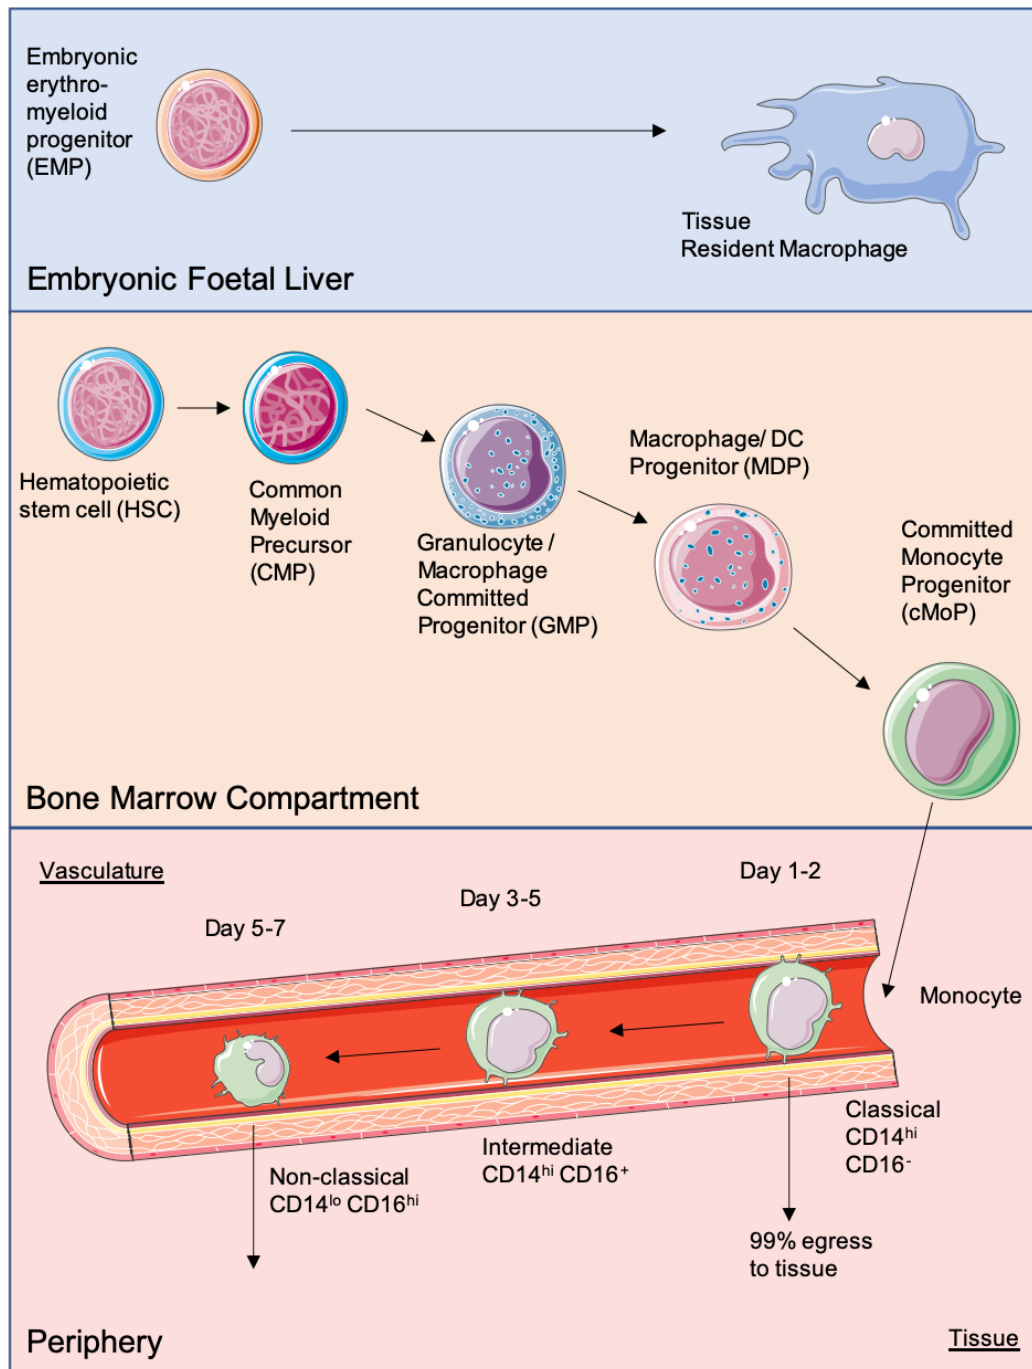 Embryonic
erythro-
myeloid
progenitor
(EMP)
Tissue
Resident Macrophage
Embryonic Foetal Liver
Hematopoietic
stem cell (HSC)
Common
Myeloid
Precursor
(CMP)
Granulocyte /
Macrophage
Committed
Progenitor (GMP)
Macrophage/ DC
Progenitor (MDP)
Committed
Monocyte
Progenitor
(cMoP)
Bone Marrow Compartment
Vasculature
Day 5-7
Day 3-5
Day 1-2
Monocyte
Non-classical
CD14ˡᵒ CD16ʰⁱ
Intermediate
CD14ʰⁱ CD16⁺
Classical
CD14ʰⁱ
CD16⁻
99% egress
to tissue
Periphery
Tissue